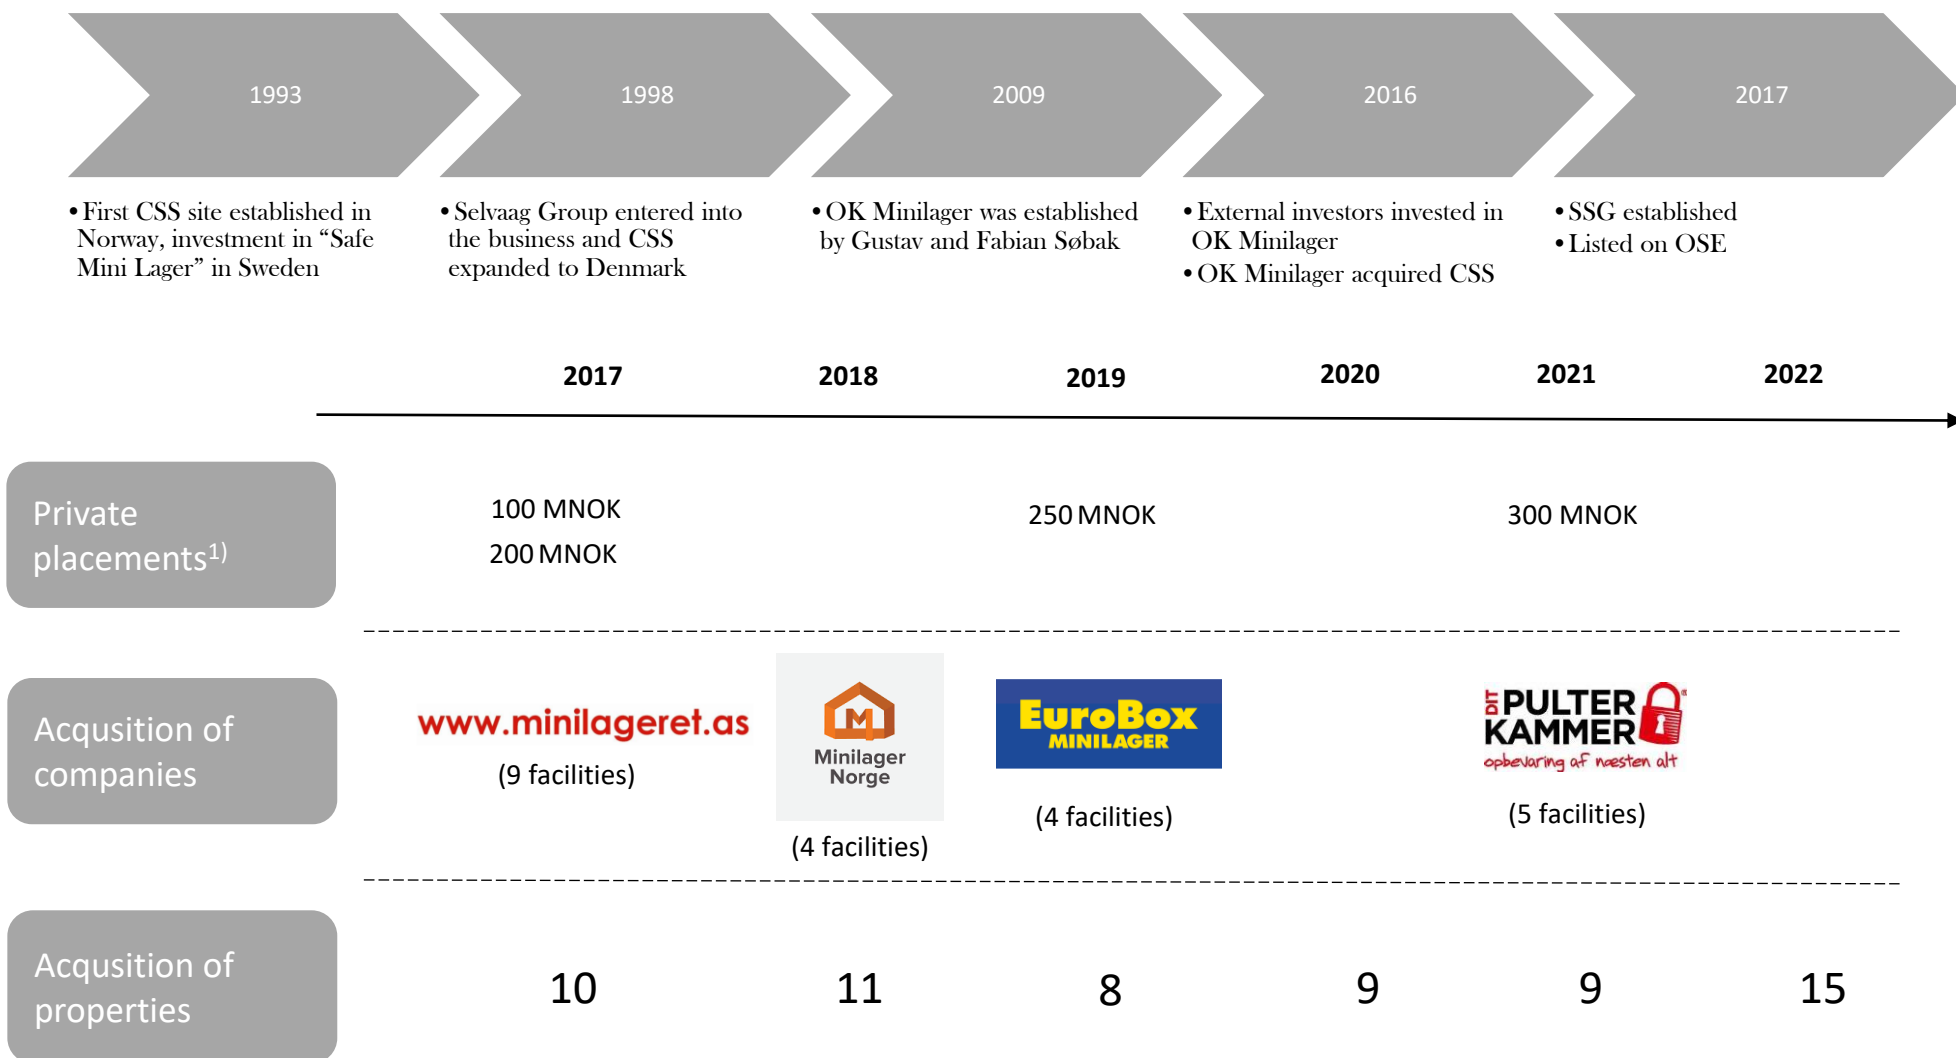 1993
1998
2009
2016
2017
• First CSS site established in
Norway, investment in “Safe
Mini Lager” in Sweden
• Selvaag Group entered into
the business and CSS
expanded to Denmark
• OK Minilager was established
by Gustav and Fabian Søbak
• External investors invested in
OK Minilager
• OK Minilager acquired CSS
• SSG established
• Listed on OSE
2017
2018
2019
2020
2021
2022
Private
placements1)
100 MNOK
200 MNOK
250 MNOK
300 MNOK
Acqusition of
companies
www.minilageret.as
(9 facilities)
M
Minilager
Norge
(4 facilities)
EuroBox
MINILAGER
(4 facilities)
DIT PULTER
KAMMER
opbevaring af næsten alt
(5 facilities)
Acqusition of
properties
10
11
8
9
9
15